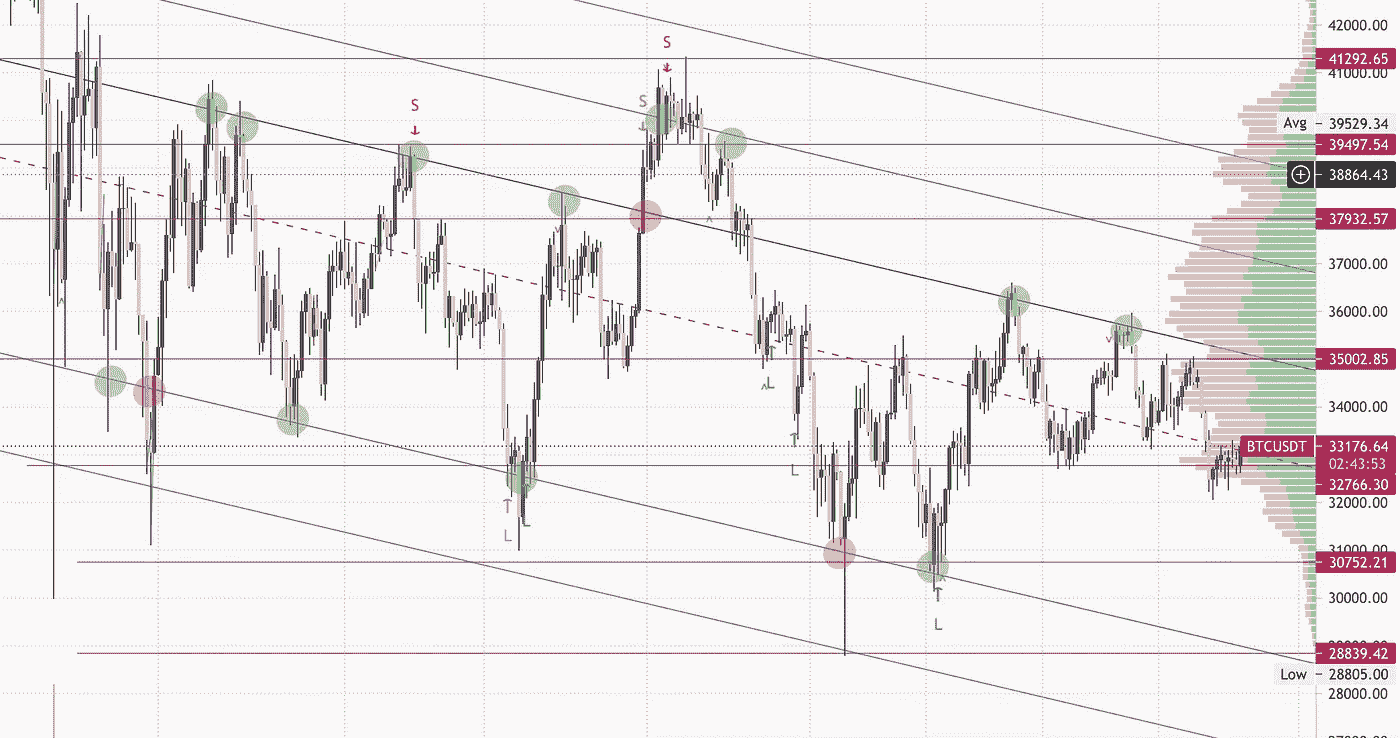 42000.00
41292.65
41000.00
Avg 39529.34
39497.54
38864.43
37932.57
37000.00
36000.00
35002.85
34000.00
BTCUSDT 33176.64
02:43:53
32766.30
32000.00
31000.00
30752.21
30000.00
28839.42
Low 28805.00
28000.00
S
S
S
L
L
L
L
L
L